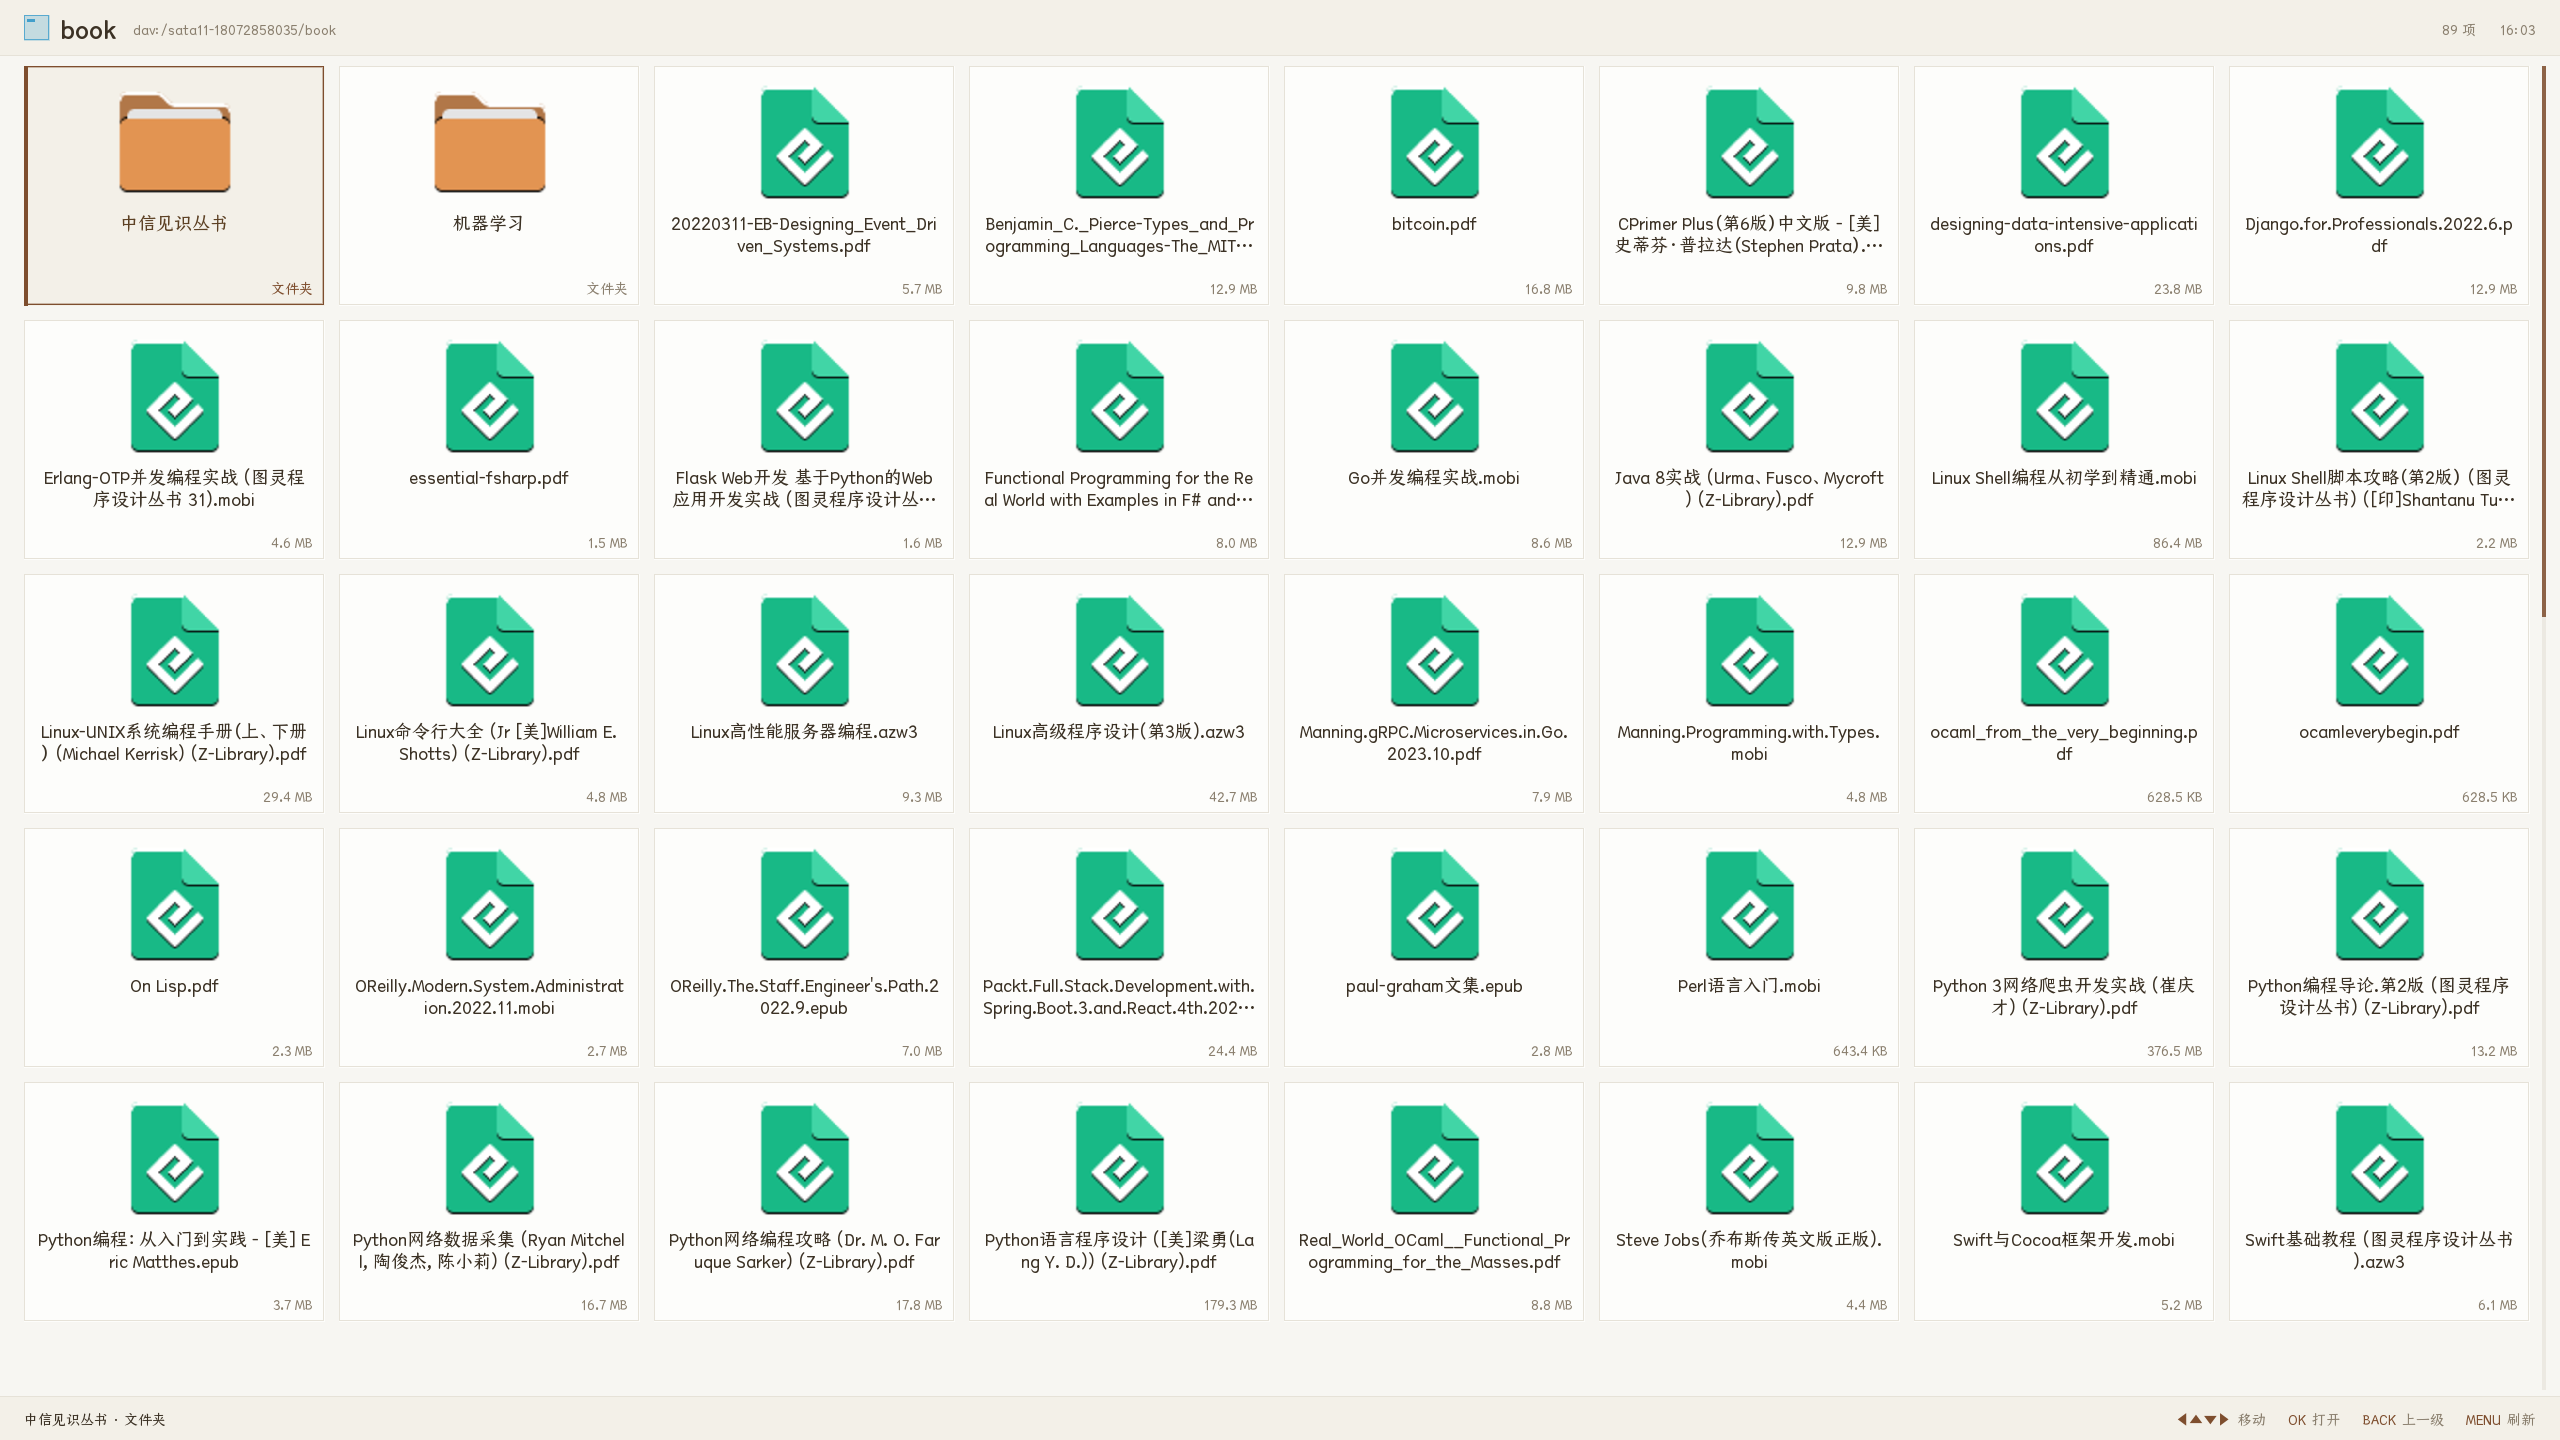 book dav:/sata11-18072858035/book 89 项 16:03
中信见识丛书
文件夹
机器学习
文件夹
20220311-EB-Designing_Event_Dri
ven_Systems.pdf
5.7 MB
Benjamin_C._Pierce-Types_and_Pr
ogramming_Languages-The_MIT…
12.9 MB
bitcoin.pdf
16.8 MB
CPrimer Plus(第6版)中文版 - [美]
史蒂芬·普拉达(Stephen Prata).…
9.8 MB
designing-data-intensive-applicati
ons.pdf
23.8 MB
Django.for.Professionals.2022.6.p
df
12.9 MB
Erlang-OTP并发编程实战 (图灵程
序设计丛书 31).mobi
4.6 MB
essential-fsharp.pdf
1.5 MB
Flask Web开发 基于Python的Web
应用开发实战 (图灵程序设计丛…
1.6 MB
Functional Programming for the Re
al World with Examples in F# and…
8.0 MB
Go并发编程实战.mobi
8.6 MB
Java 8实战 (Urma、Fusco、Mycroft
) (Z-Library).pdf
12.9 MB
Linux Shell编程从初学到精通.mobi
86.4 MB
Linux Shell脚本攻略(第2版) (图灵
程序设计丛书) ([印]Shantanu Tu…
2.2 MB
Linux-UNIX系统编程手册(上、下册
) (Michael Kerrisk) (Z-Library).pdf
29.4 MB
Linux命令行大全 (Jr [美]William E.
Shotts) (Z-Library).pdf
4.8 MB
Linux高性能服务器编程.azw3
9.3 MB
Linux高级程序设计(第3版).azw3
42.7 MB
Manning.gRPC.Microservices.in.Go.
2023.10.pdf
7.9 MB
Manning.Programming.with.Types.
mobi
4.8 MB
ocaml_from_the_very_beginning.p
df
628.5 KB
ocameleverybegin.pdf
628.5 KB
On Lisp.pdf
2.3 MB
OReilly.Modern.System.Administrat
ion.2022.11.mobi
2.7 MB
OReilly.The.Staff.Engineer's.Path.2
022.9.epub
7.0 MB
Packt.Full.Stack.Development.with.
Spring.Boot.3.and.React.4th.202…
24.4 MB
paul-graham文集.epub
2.8 MB
Perl语言入门.mobi
643.4 KB
Python 3网络爬虫开发实战 (崔庆
才) (Z-Library).pdf
376.5 MB
Python编程导论.第2版 (图灵程序
设计丛书) (Z-Library).pdf
13.2 MB
Python编程: 从入门到实践 - [美] E
ric Matthes.epub
3.7 MB
Python网络数据采集 (Ryan Mitchel
l, 陶俊杰, 陈小莉) (Z-Library).pdf
16.7 MB
Python网络编程攻略 (Dr. M. O. Far
uque Sarker) (Z-Library).pdf
17.8 MB
Python语言程序设计 ([美]梁勇(La
ng Y. D.)) (Z-Library).pdf
179.3 MB
Real_World_OCaml__Functional_Pr
ogramming_for_the_Masses.pdf
8.8 MB
Steve Jobs(乔布斯传英文版正版).
mobi
4.4 MB
Swift与Cocoa框架开发.mobi
5.2 MB
Swift基础教程 (图灵程序设计丛书
).azw3
6.1 MB
中信见识丛书 · 文件夹 移动 OK 打开 BACK 上一级 MENU 刷新